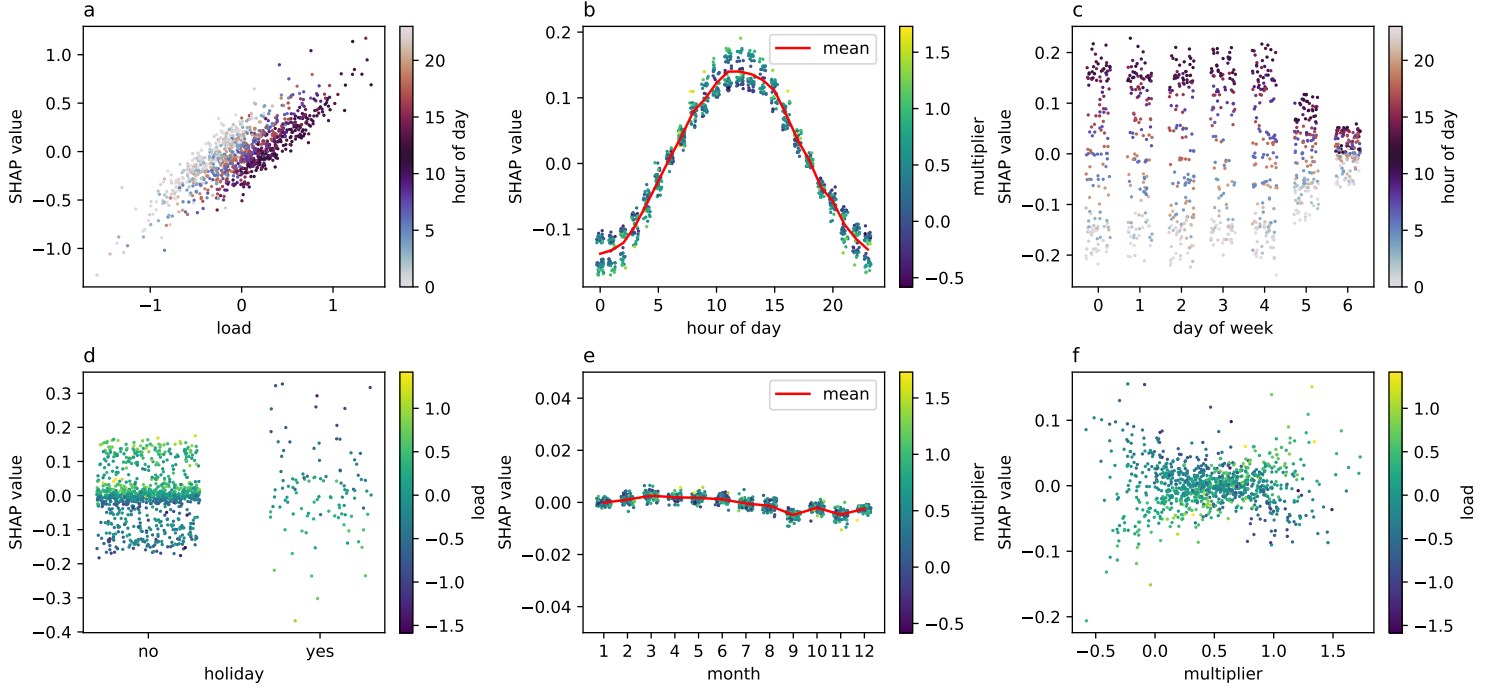 a
SHAP value
1.0
0.5
0.0
−0.5
−1.0
−1
0
1
load
20
15
10
5
0
hour of day
b
SHAP value
0.2
0.1
0.0
−0.1
0
5
10
15
20
hour of day
mean
1.5
1.0
0.5
0.0
−0.5
multiplier
c
SHAP value
0.2
0.1
0.0
−0.1
−0.2
0
1
2
3
4
5
6
day of week
20
15
10
5
0
hour of day
d
SHAP value
0.3
0.2
0.1
0.0
−0.1
−0.2
−0.3
−0.4
no
yes
holiday
1.0
0.5
0.0
−0.5
−1.0
−1.5
load
e
SHAP value
0.04
0.02
0.00
−0.02
−0.04
1 2 3 4 5 6 7 8 9 10 11 12
month
mean
1.5
1.0
0.5
0.0
−0.5
multiplier
f
SHAP value
0.1
0.0
−0.1
−0.2
−0.5
0.0
0.5
1.0
1.5
multiplier
1.0
0.5
0.0
−0.5
−1.0
−1.5
load